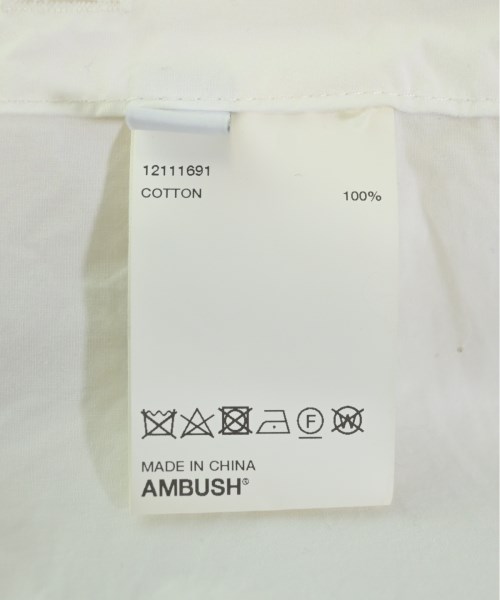 12111691
COTTON 100%
F W
MADE IN CHINA
AMBUSH®